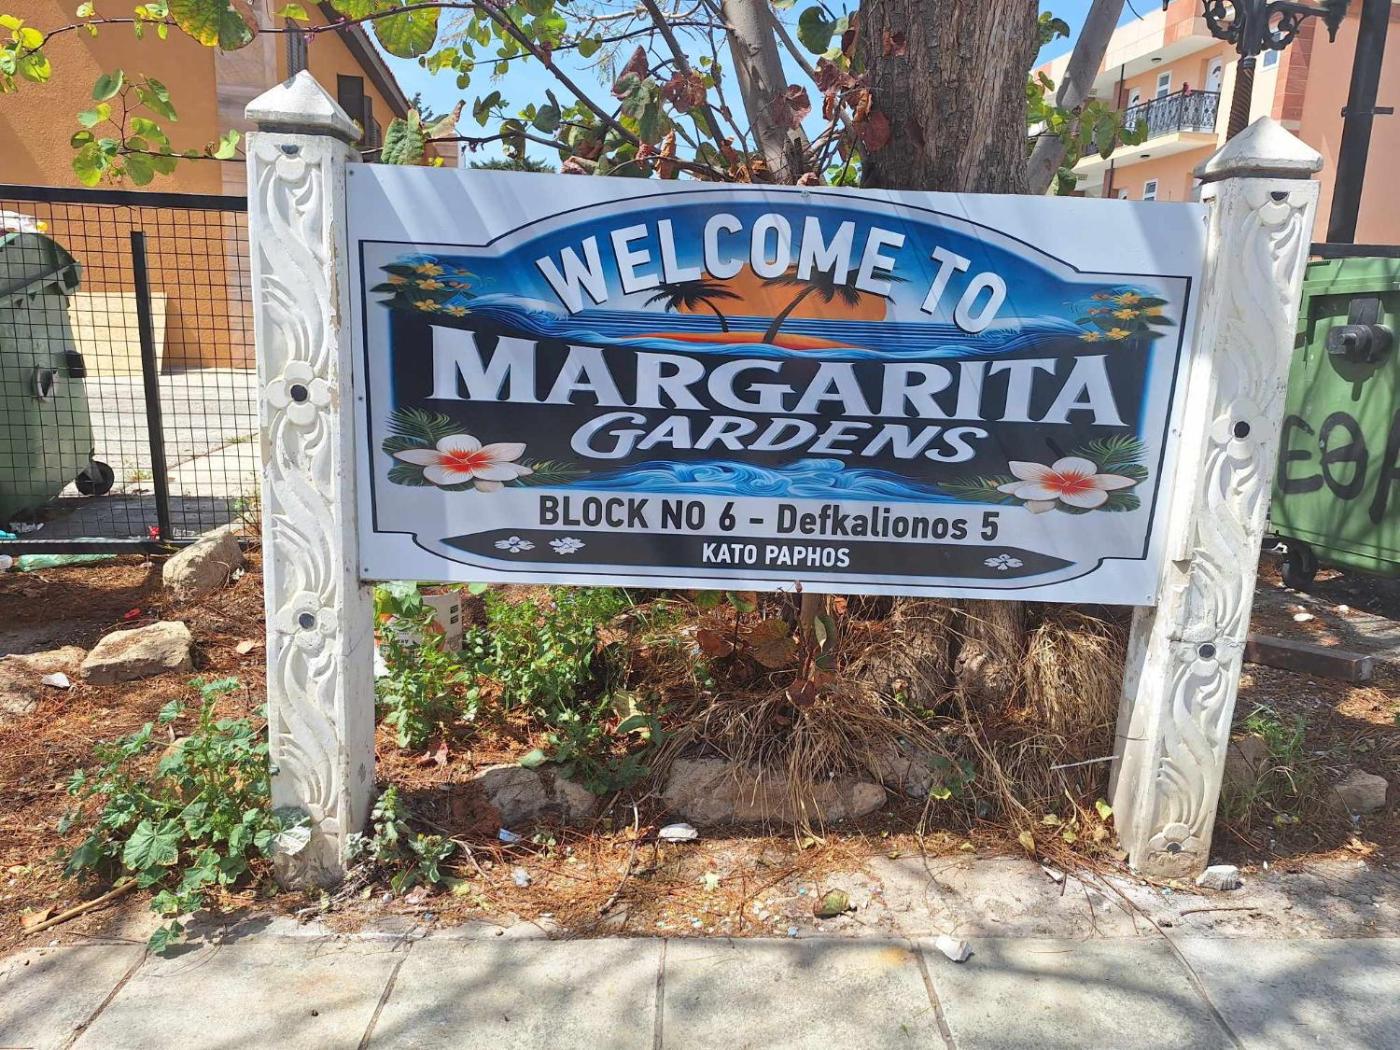 WELCOME TO
MARGARITA
GARDENS
BLOCK NO 6 - Defkalionos 5
KATO PAPHOS